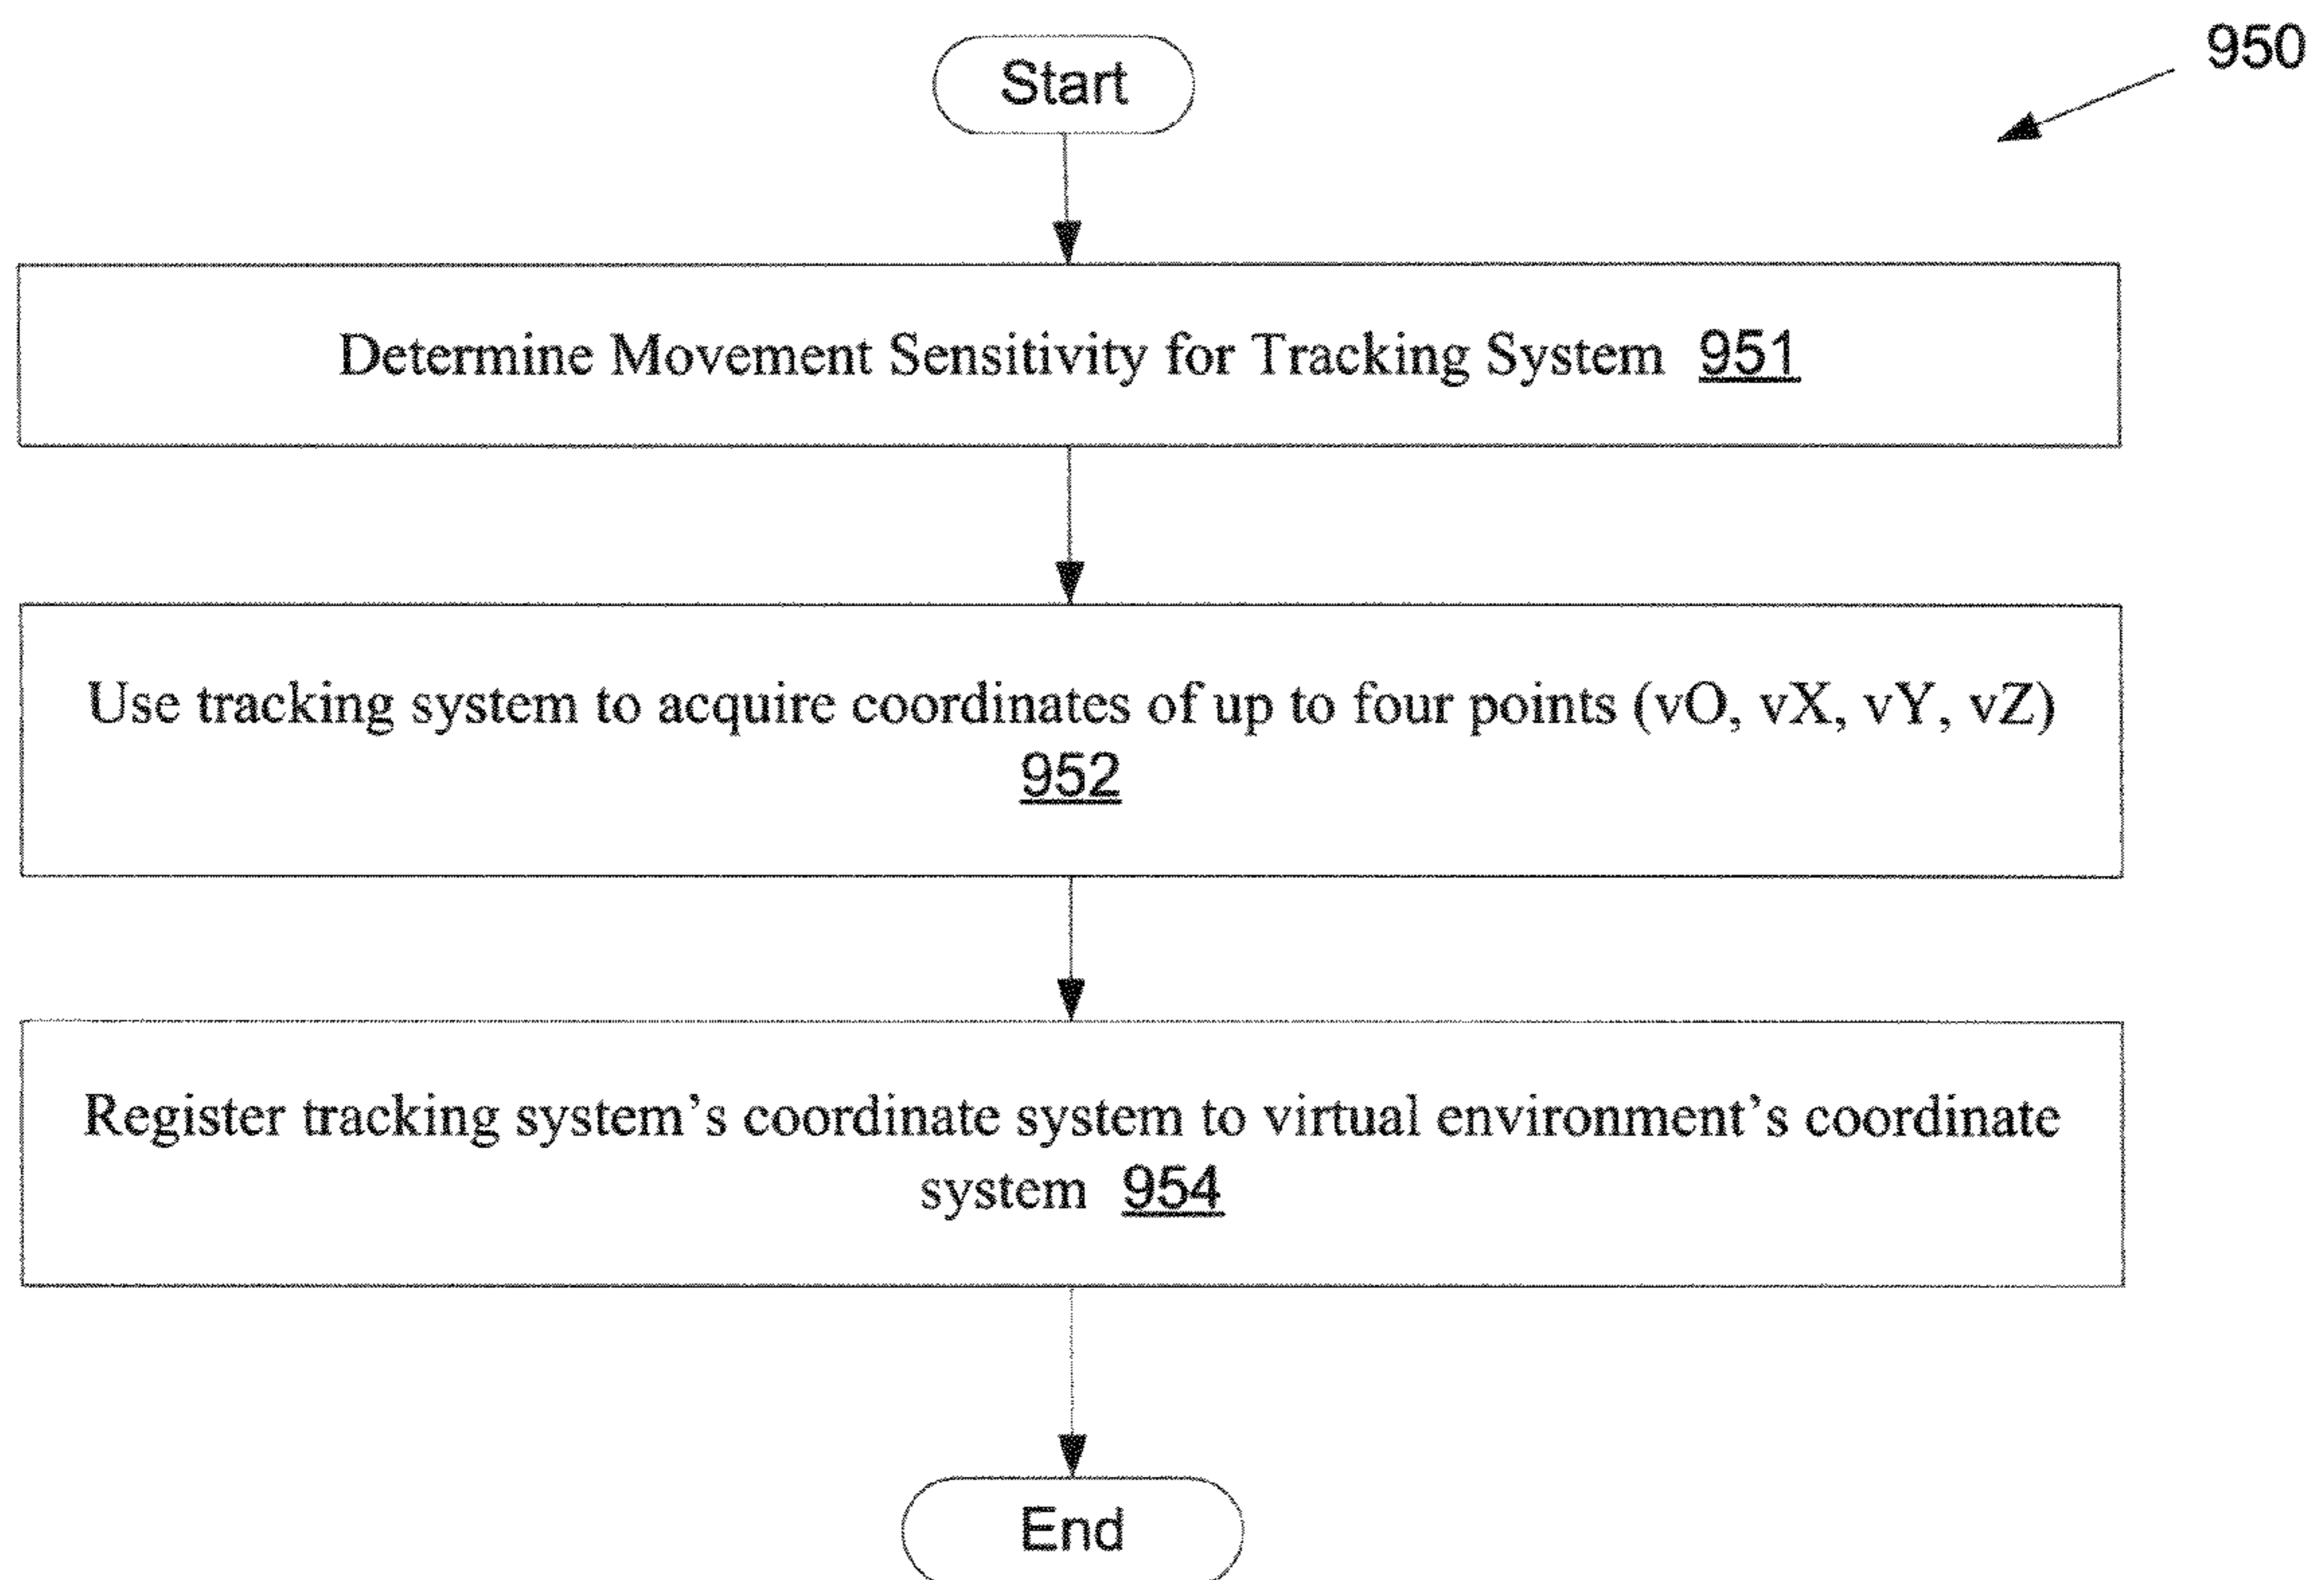 950
Start
Determine Movement Sensitivity for Tracking System 951
Use tracking system to acquire coordinates of up to four points (vO, vX, vY, vZ)
952
Register tracking system’s coordinate system to virtual environment’s coordinate
system 954
End